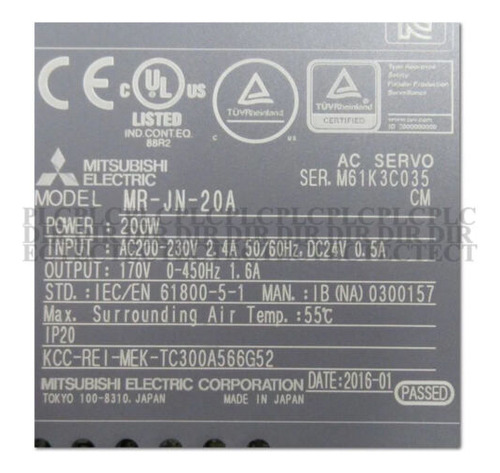 CE c UL US
LISTED
IND.CONT.EQ.
88R2
TÜVRheinland
C US
TÜVRheinland
CERTIFIED
MITSUBISHI
ELECTRIC
AC SERVO
SER. M61K3C035
MODEL MR-JN-20A CM
POWER : 200W
INPUT : AC200-230V 2.4A 50/60Hz, DC24V 0.5A
OUTPUT: 170V 0-450Hz 1.6A
STD.: IEC/EN 61800-5-1 MAN.: IB(NA)0300157
Max. Surrounding Air Temp.:55℃
IP20
KCC-REI-MEK-TC300A566G52
MITSUBISHI ELECTRIC CORPORATION DATE:2016-01
TOKYO 100-8310, JAPAN MADE IN JAPAN PASSED